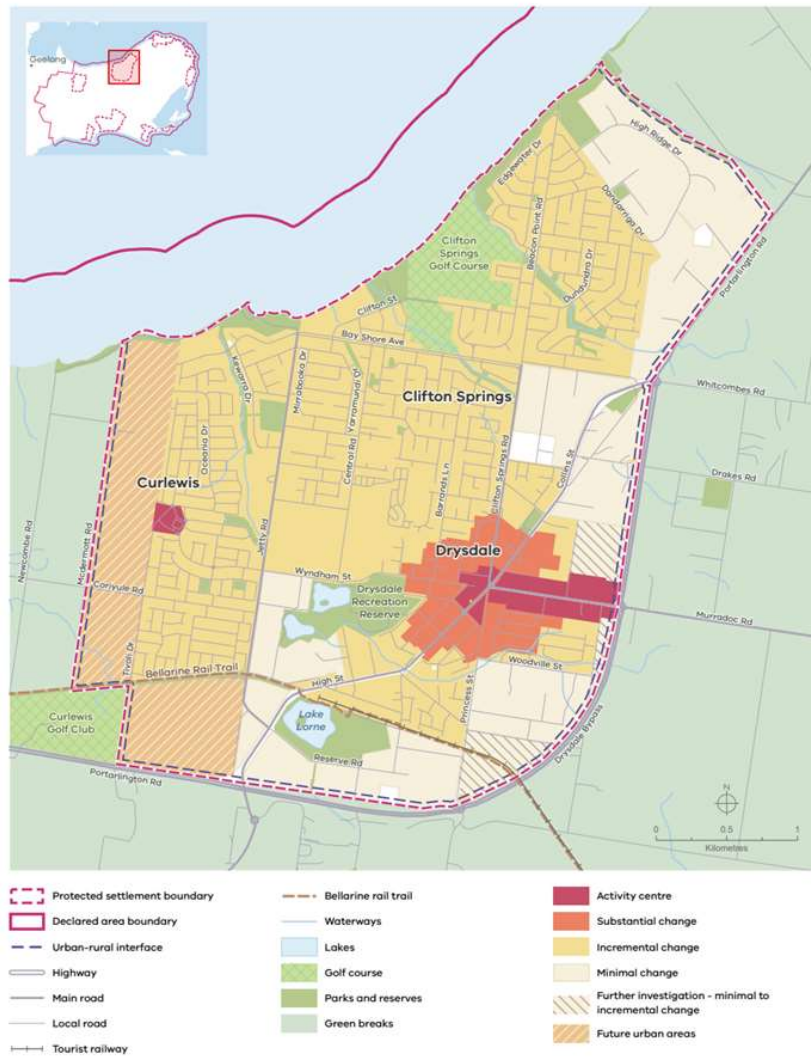 Geelong
High Ridge Dr
Edgewater Dr
Beacon Point Rd
Dandarriga Dr
Clifton Springs
Golf Course
Dundundra Dr
Portarlington Rd
Clifton St
Bay Shore Ave
Kewarra Dr
Mirrabooka Dr
Yarramundi Ct
Whitcombes Rd
Clifton Springs
Oceania Dr
Central Rd
Barrands Ln
Clifton Springs Rd
Collins St
Drakes Rd
Curlewis
Jetty Rd
Newcombe Rd
McDermott Rd
Drysdale
Wyndham St
Coriyule Rd
Drysdale
Recreation
Reserve
Murradoc Rd
Tivoli Dr
Woodville St
Bellarine Rail Trail
High St
Princess St
Curlewis
Golf Club
Lake
Lorne
Drysdale Bypass
Reserve Rd
Portarlington Rd
N
0 0.5 1
Kilometres
Protected settlement boundary
Declared area boundary
Urban-rural interface
Highway
Main road
Local road
Tourist railway
Bellarine rail trail
Waterways
Lakes
Golf course
Parks and reserves
Green breaks
Activity centre
Substantial change
Incremental change
Minimal change
Further investigation - minimal to
incremental change
Future urban areas